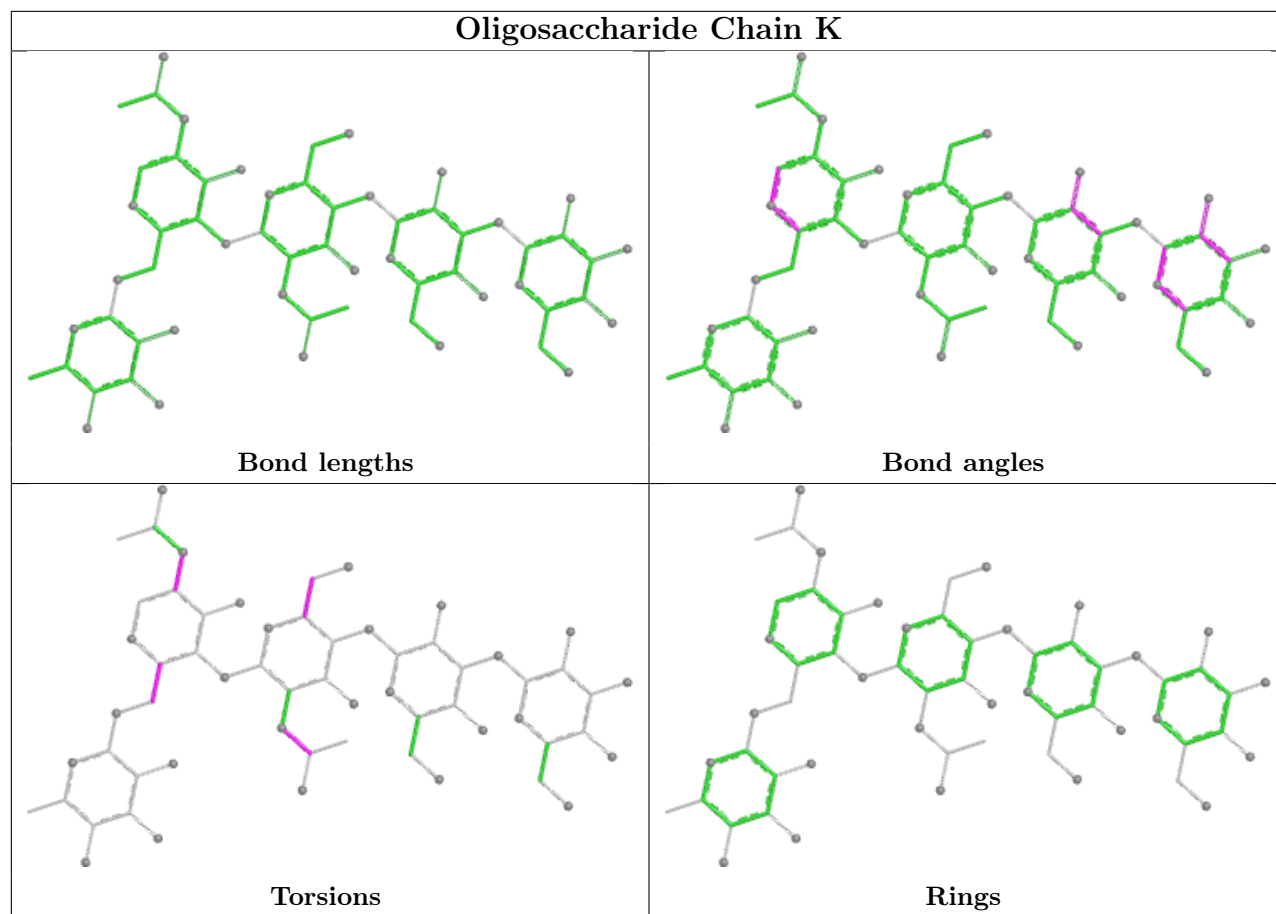 Oligosaccharide Chain K
Bond lengths
Bond angles
Torsions
Rings